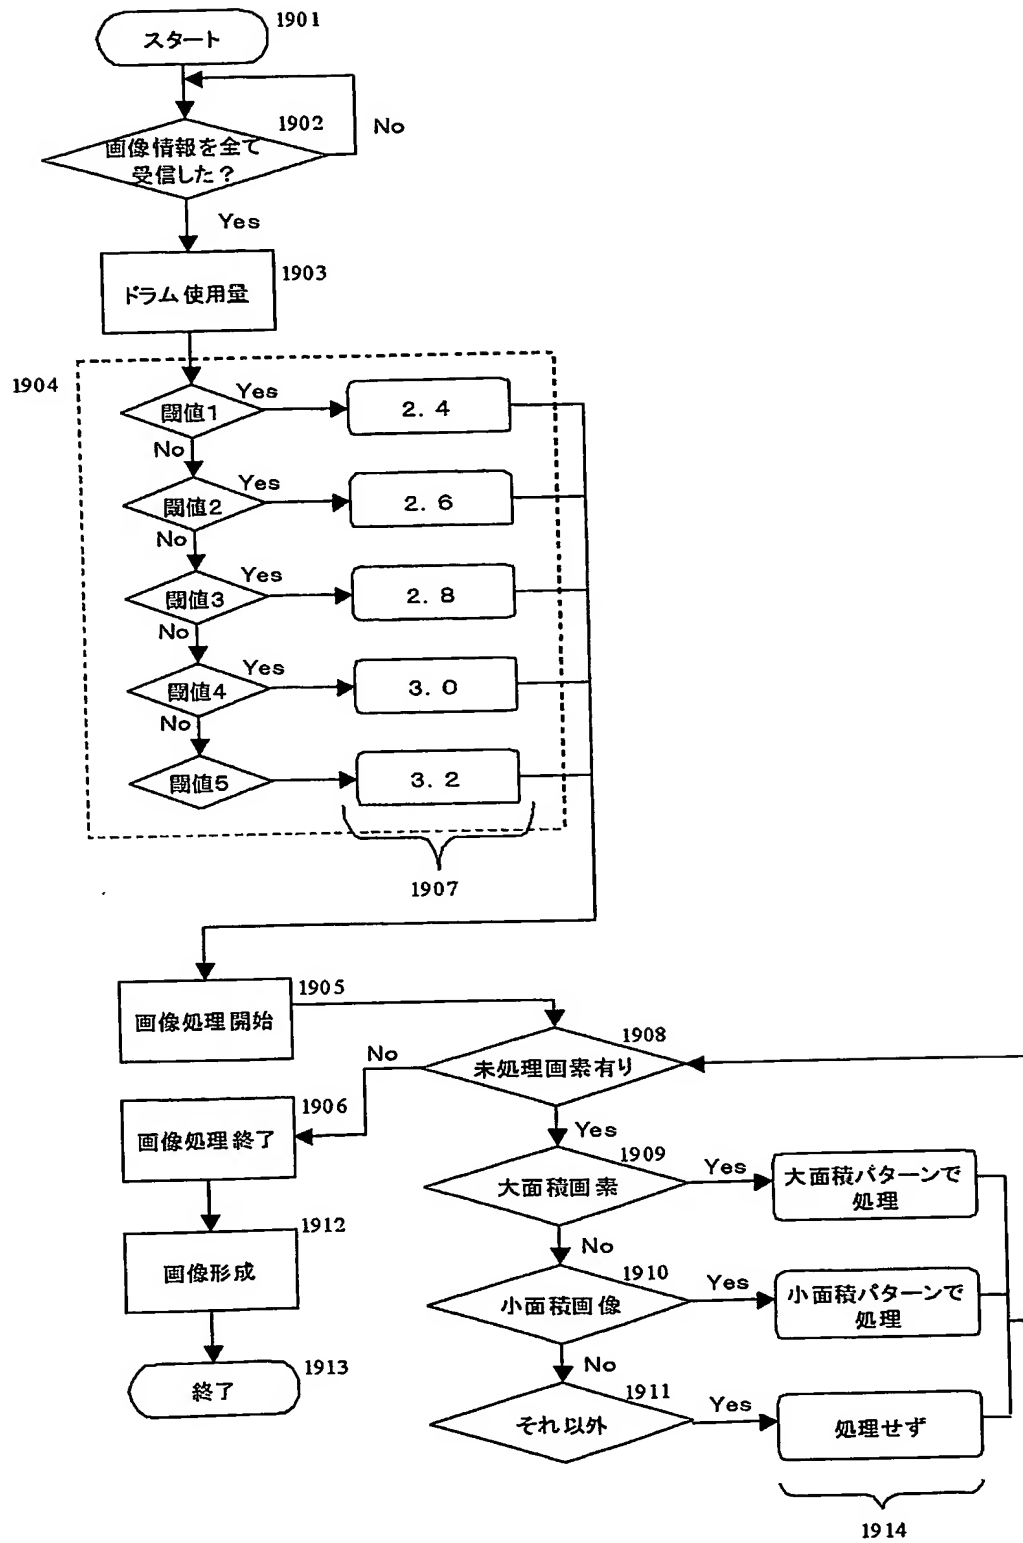 1901
スタート
1902
No
画像情報を全て
受信した?
Yes
1903
ドラム使用量
1904
Yes
閾値1
2.4
No
Yes
閾値2
2.6
No
Yes
閾値3
2.8
No
Yes
閾値4
3.0
No
閾値5
3.2
1907
1905
画像処理開始
1908
No
未処理画素有り
1906
画像処理終了
Yes
1909
Yes
大面積画素
大面積パターンで
処理
1912
No
画像形成
1910
Yes
小面積画像
小面積パターンで
処理
1913
No
終了
1911
Yes
それ以外
処理せず
1914